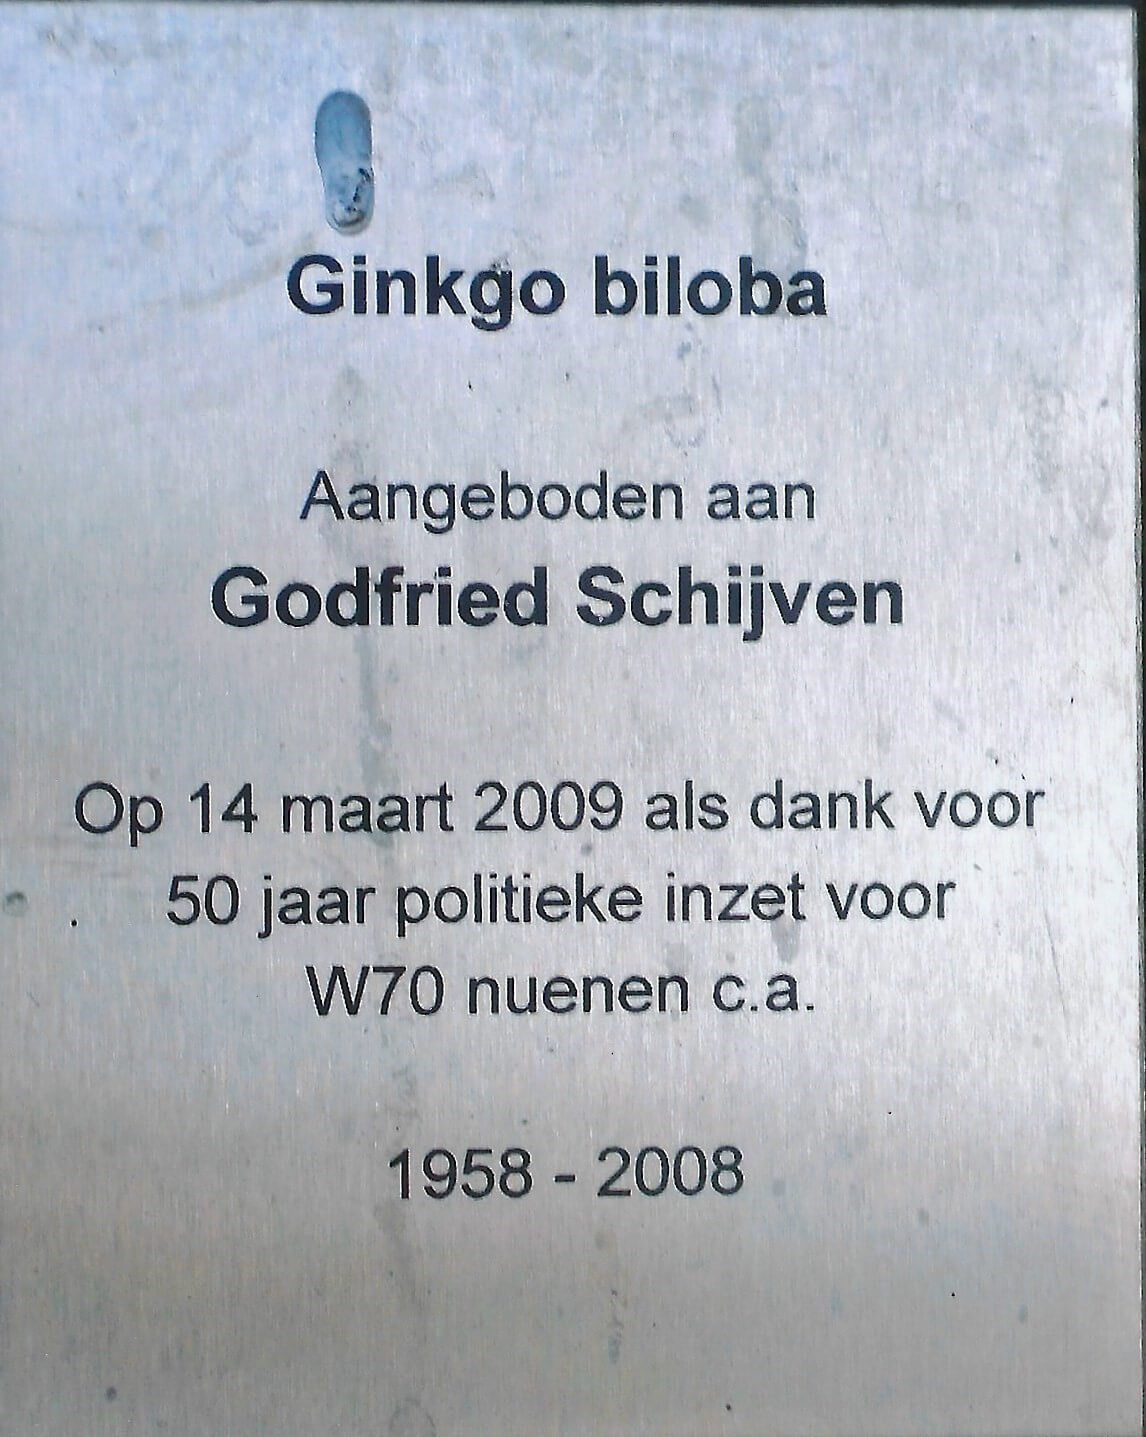 Ginkgo biloba
Aangeboden aan
Godfried Schijven
Op 14 maart 2009 als dank voor
50 jaar politieke inzet voor
W70 nuenen c.a.
1958 - 2008